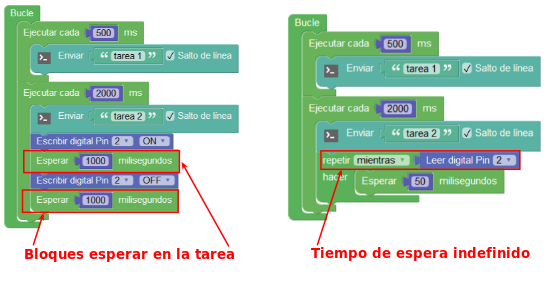 Bucle
Ejecutar cada 500 ms
Enviar “ tarea 1 ” Salto de línea
Ejecutar cada 2000 ms
Enviar “ tarea 2 ” Salto de línea
Escribir digital Pin 2 ON
Esperar 1000 milisegundos
Escribir digital Pin 2 OFF
Esperar 1000 milisegundos
Bloques esperar en la tarea
Bucle
Ejecutar cada 500 ms
Enviar “ tarea 1 ” Salto de línea
Ejecutar cada 2000 ms
Enviar “ tarea 2 ” Salto de línea
repetir mientras Leer digital Pin 2
hacer Esperar 50 milisegundos
Tiempo de espera indefinido